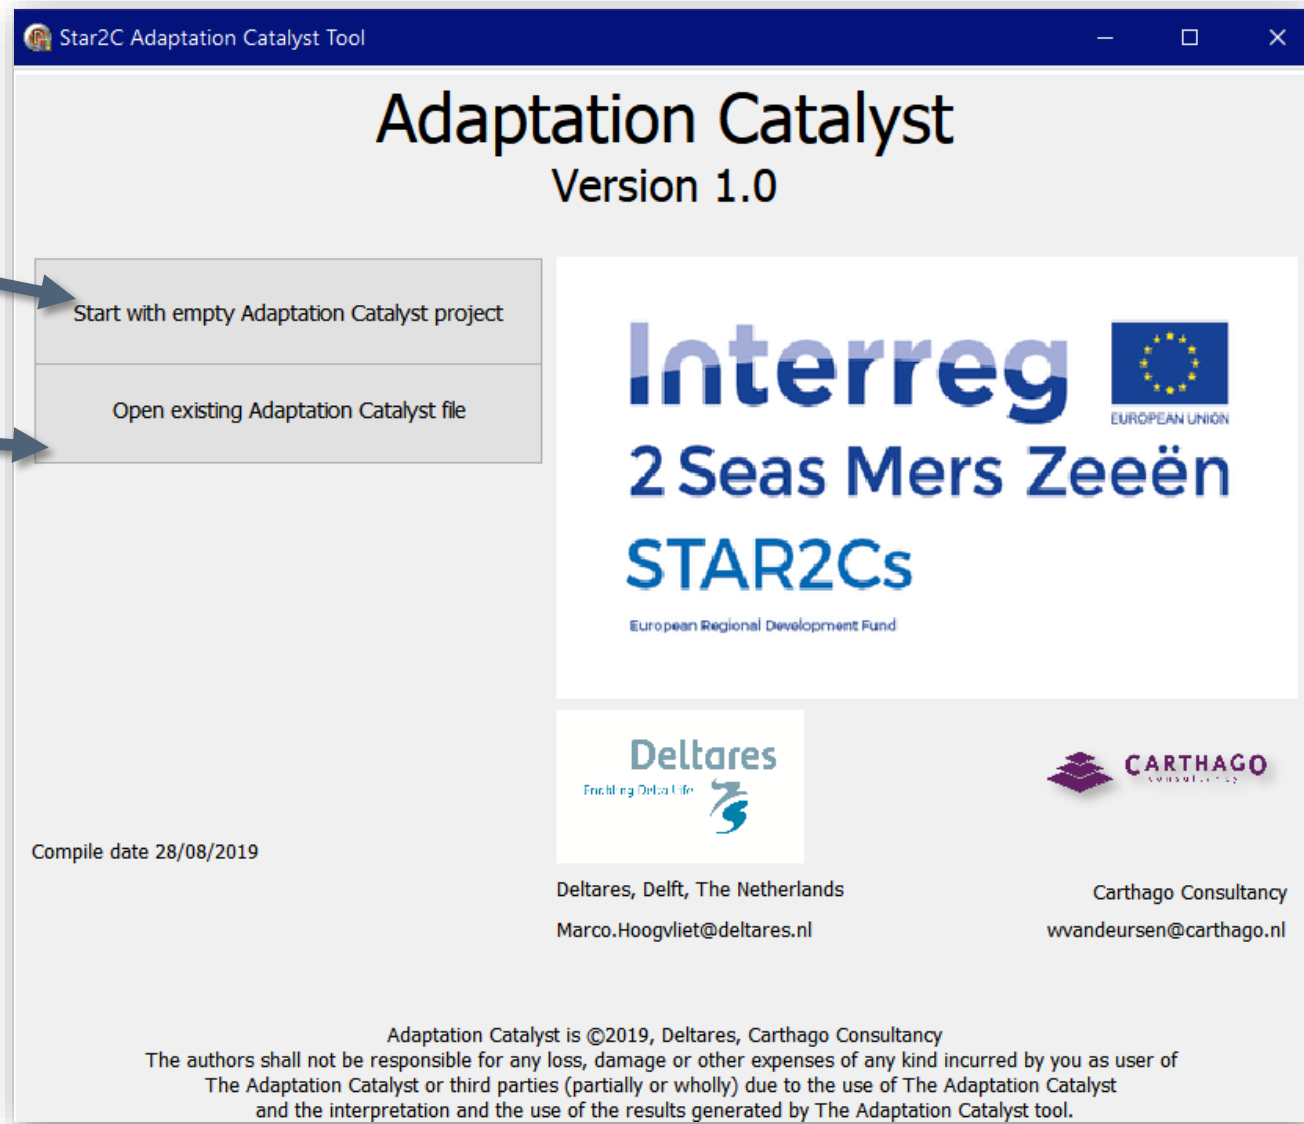 Star2C Adaptation Catalyst Tool
Adaptation Catalyst
Version 1.0
Start with empty Adaptation Catalyst project
Open existing Adaptation Catalyst file
Interreg
EUROPEAN UNION
2 Seas Mers Zeeën
STAR2Cs
European Regional Development Fund
Deltares
Enabling Delta Life
CARTHAGO
consultancy
Compile date 28/08/2019
Deltares, Delft, The Netherlands
Marco.Hoogvliet@deltares.nl
Carthago Consultancy
wvandeursen@carthago.nl
Adaptation Catalyst is ©2019, Deltares, Carthago Consultancy
The authors shall not be responsible for any loss, damage or other expenses of any kind incurred by you as user of
The Adaptation Catalyst or third parties (partially or wholly) due to the use of The Adaptation Catalyst
and the interpretation and the use of the results generated by The Adaptation Catalyst tool.